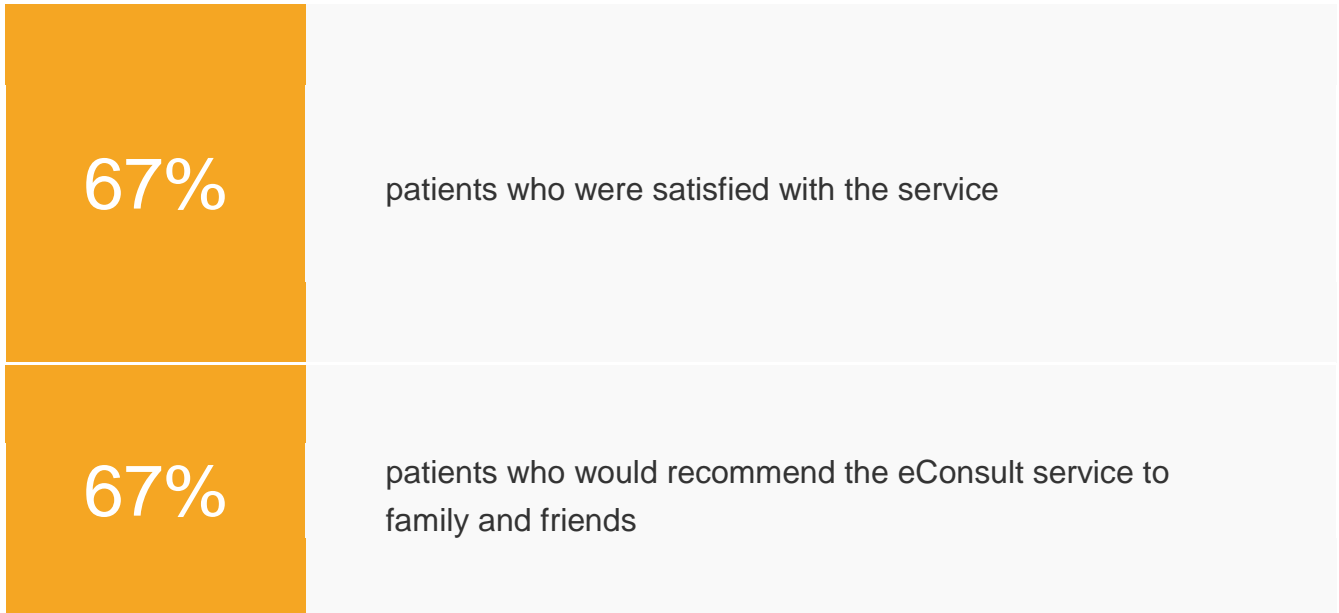 67%
patients who were satisfied with the service
67%
patients who would recommend the eConsult service to
family and friends